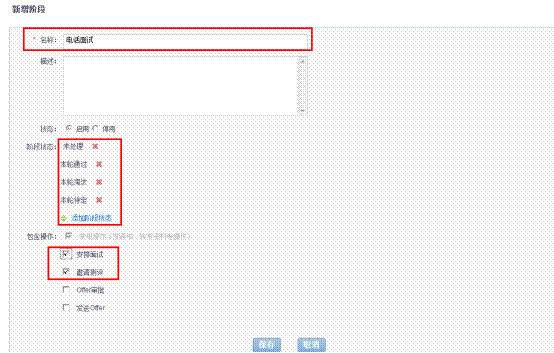 新增阶段
* 名称: 电话面试
描述:
状态: 启用 停用
阶段状态: 未处理
本轮通过
本轮淘汰
本轮待定
添加阶段状态
包含操作:
安排面试
邀请测评
Offer审批
发送Offer
保存 取消